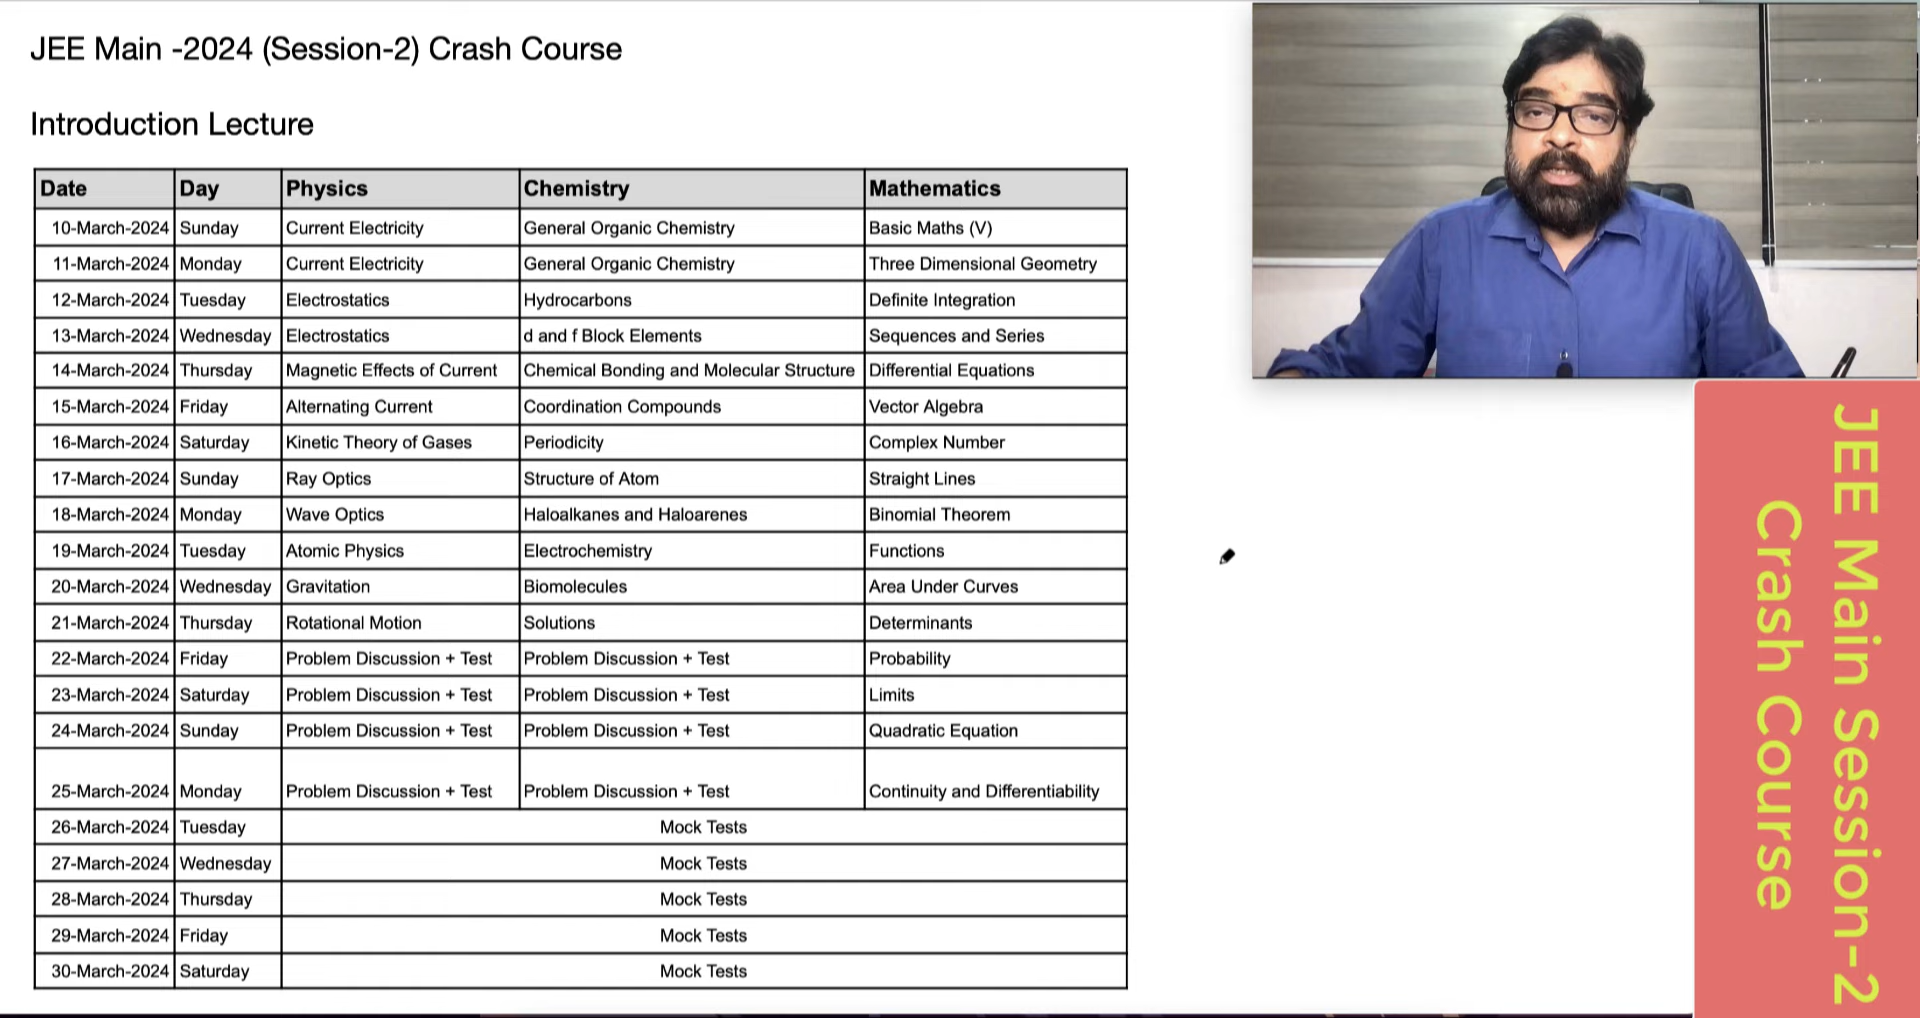 JEE Main -2024 (Session-2) Crash Course
Introduction Lecture
Date Day Physics Chemistry Mathematics
10-March-2024 Sunday Current Electricity General Organic Chemistry Basic Maths (V)
11-March-2024 Monday Current Electricity General Organic Chemistry Three Dimensional Geometry
12-March-2024 Tuesday Electrostatics Hydrocarbons Definite Integration
13-March-2024 Wednesday Electrostatics d and f Block Elements Sequences and Series
14-March-2024 Thursday Magnetic Effects of Current Chemical Bonding and Molecular Structure Differential Equations
15-March-2024 Friday Alternating Current Coordination Compounds Vector Algebra
16-March-2024 Saturday Kinetic Theory of Gases Periodicity Complex Number
17-March-2024 Sunday Ray Optics Structure of Atom Straight Lines
18-March-2024 Monday Wave Optics Haloalkanes and Haloarenes Binomial Theorem
19-March-2024 Tuesday Atomic Physics Electrochemistry Functions
20-March-2024 Wednesday Gravitation Biomolecules Area Under Curves
21-March-2024 Thursday Rotational Motion Solutions Determinants
22-March-2024 Friday Problem Discussion + Test Problem Discussion + Test Probability
23-March-2024 Saturday Problem Discussion + Test Problem Discussion + Test Limits
24-March-2024 Sunday Problem Discussion + Test Problem Discussion + Test Quadratic Equation
25-March-2024 Monday Problem Discussion + Test Problem Discussion + Test Continuity and Differentiability
26-March-2024 Tuesday Mock Tests
27-March-2024 Wednesday Mock Tests
28-March-2024 Thursday Mock Tests
29-March-2024 Friday Mock Tests
30-March-2024 Saturday Mock Tests
JEE Main Session-2
Crash Course